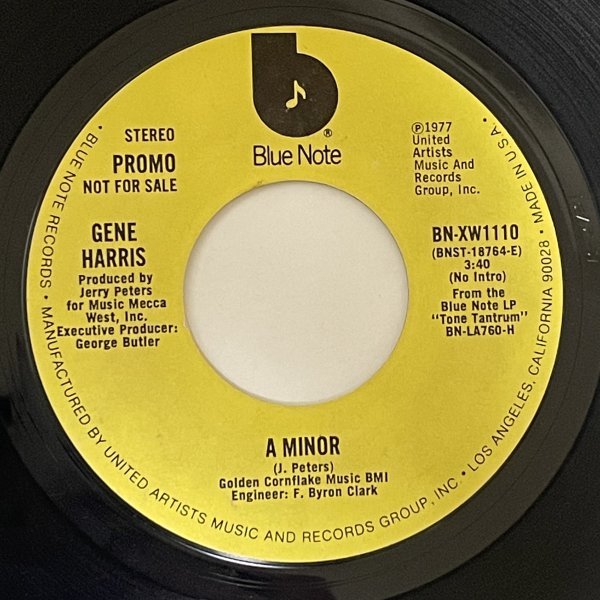 ®
Blue Note
STEREO
PROMO
NOT FOR SALE
℗1977
United
Artists
Music And
Records
Group, Inc.
GENE
HARRIS
Produced by
Jerry Peters
for Music Mecca
West, Inc.
Executive Producer:
George Butler
BN-XW1110
(BNST-18764-E)
3:40
(No Intro)
From the
Blue Note LP
"Tone Tantrum"
BN-LA760-H
A MINOR
(J. Peters)
Golden Cornflake Music BMI
Engineer: F. Byron Clark
• BLUE NOTE RECORDS • MANUFACTURED BY UNITED ARTISTS MUSIC AND RECORDS GROUP, INC • LOS ANGELES, CALIFORNIA 90028 • MADE IN U.S.A. •